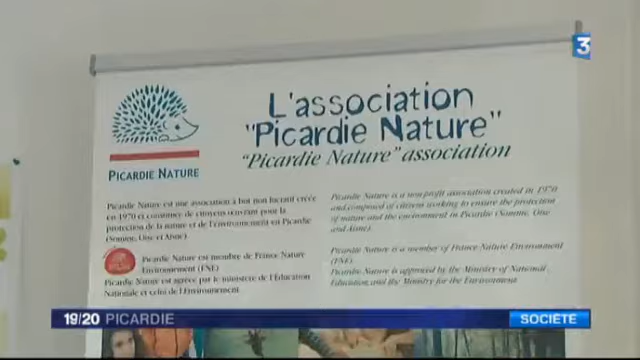 3
L'association
"Picardie Nature"
"Picardie Nature" association
PICARDIE NATURE
Picardie Nature est une association à but non lucratif créée
en 1970 et constituée de citoyens œuvrant pour la
protection de la nature et de l'environnement en Picardie
(Somme, Oise et Aisne)
Picardie Nature est membre de France Nature
Environnement (FNE)
Picardie Nature est agréée par le ministère de l'Éducation
Nationale et celui de l'Environnement
Picardie Nature is a nonprofit association created in 1970
and composed of citizens working to ensure the protection
of nature and the environment in Picardie (Somme, Oise
and Aisne).
Picardie Nature is a member of France Nature Environment
(FNE).
Picardie Nature is approved by the Ministry of National
Education and the Ministry for the Environment
19/20 PICARDIE
SOCIÉTÉ